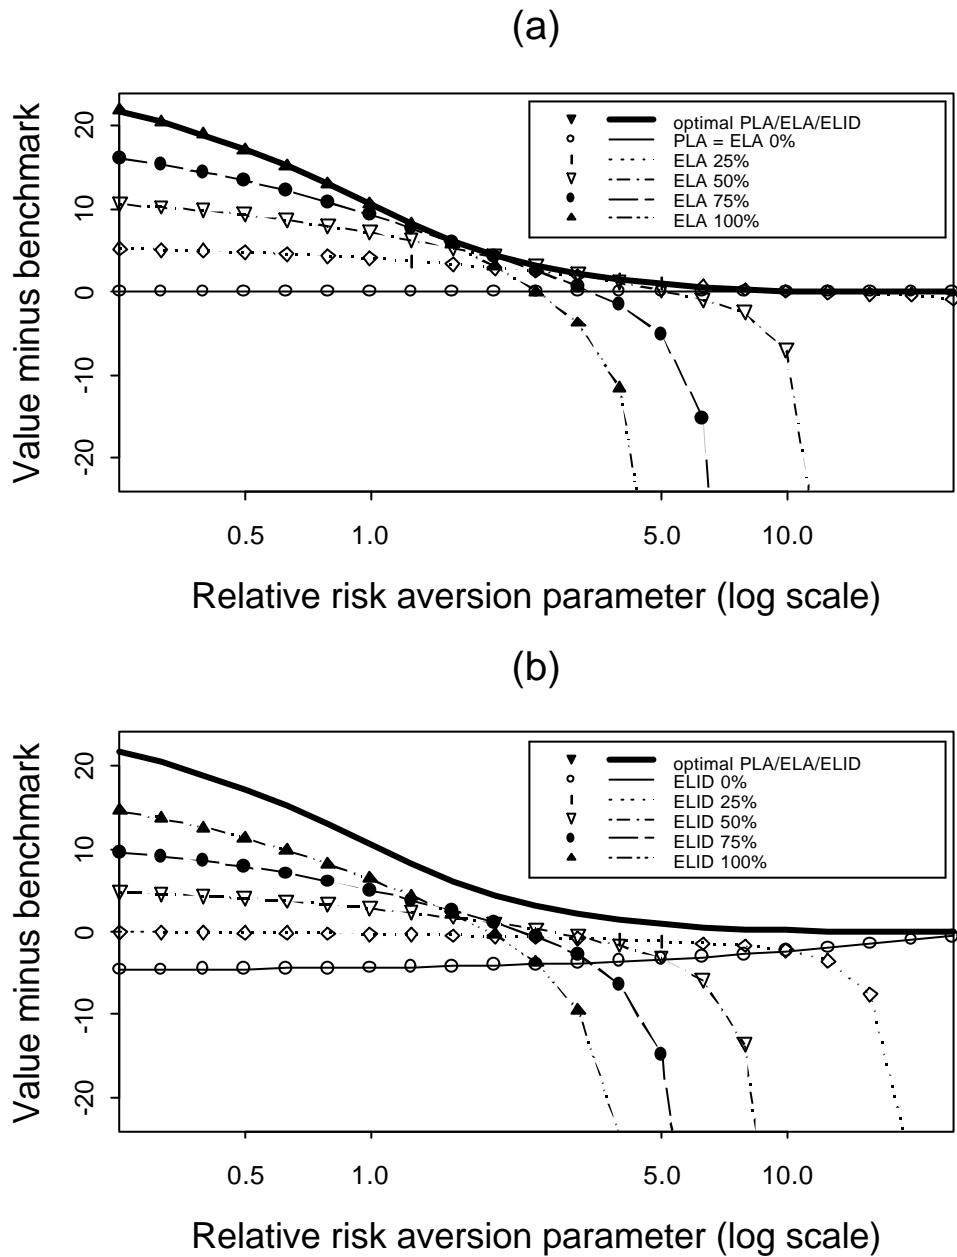 (a)
Value minus benchmark
20
10
0
-10
-20
optimal PLA/ELA/ELID
PLA = ELA 0%
ELA 25%
ELA 50%
ELA 75%
ELA 100%
0.5 1.0 5.0 10.0
Relative risk aversion parameter (log scale)
(b)
Value minus benchmark
20
10
0
-10
-20
optimal PLA/ELA/ELID
ELID 0%
ELID 25%
ELID 50%
ELID 75%
ELID 100%
0.5 1.0 5.0 10.0
Relative risk aversion parameter (log scale)